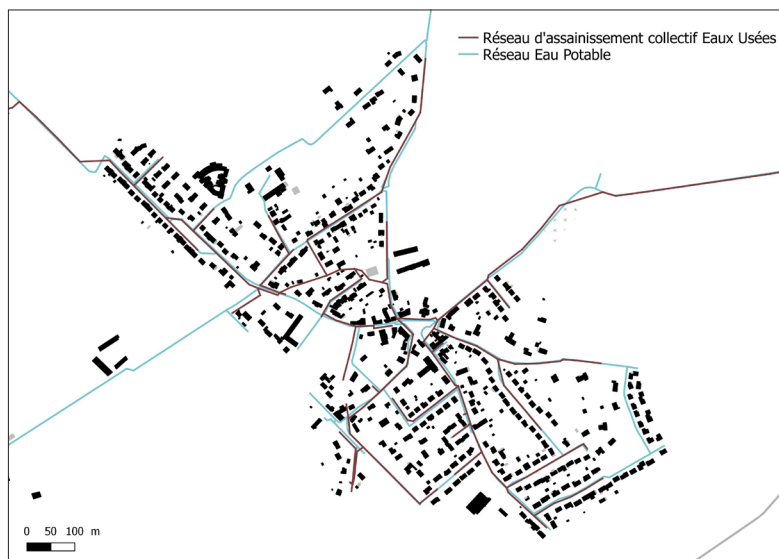 Réseau d'assainissement collectif Eaux Usées
Réseau Eau Potable
0 50 100 m